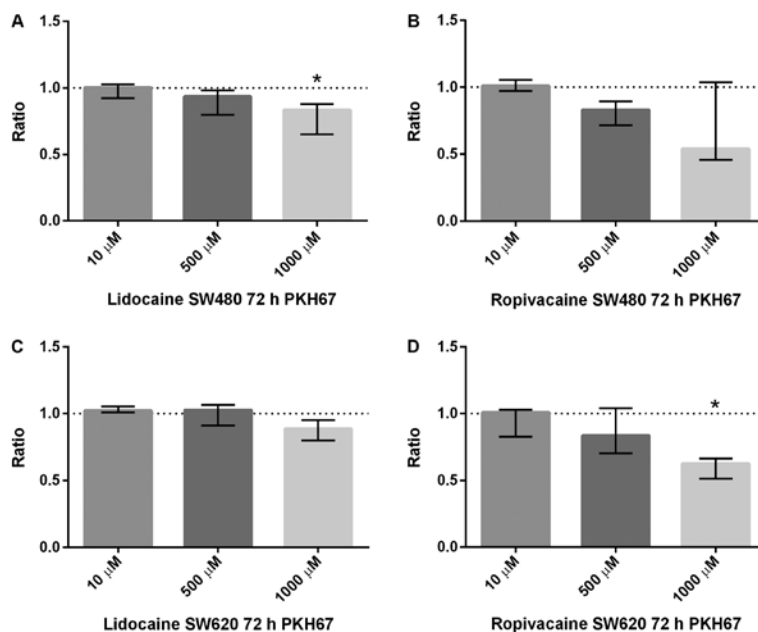 A
1.5
1.0
0.5
0.0
Ratio
*
10 μM
500 μM
1000 μM
Lidocaine SW480 72 h PKH67
B
1.5
1.0
0.5
0.0
Ratio
10 μM
500 μM
1000 μM
Ropivacaine SW480 72 h PKH67
C
1.5
1.0
0.5
0.0
Ratio
10 μM
500 μM
1000 μM
Lidocaine SW620 72 h PKH67
D
1.5
1.0
0.5
0.0
Ratio
*
10 μM
500 μM
1000 μM
Ropivacaine SW620 72 h PKH67